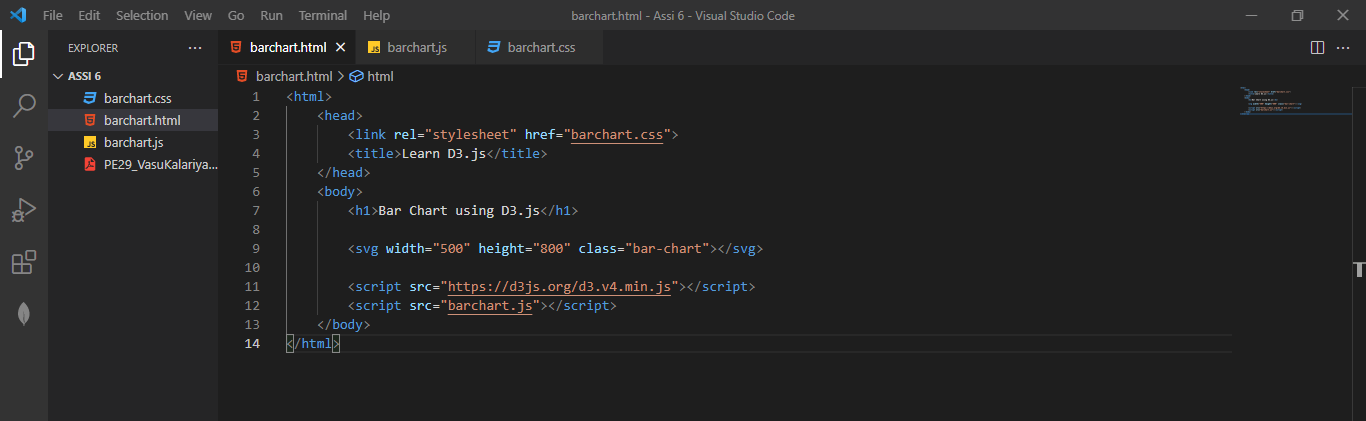 File Edit Selection View Go Run Terminal Help barchart.html - Assi 6 - Visual Studio Code
EXPLORER ...
ASSI 6
barchart.css
barchart.html
barchart.js
PE29_VasuKalariya...
barchart.html barchart.js barchart.css
barchart.html > html
1 <html>
2 <head>
3 <link rel="stylesheet" href="barchart.css">
4 <title>Learn D3.js</title>
5 </head>
6 <body>
7 <h1>Bar Chart using D3.js</h1>
8
9 <svg width="500" height="800" class="bar-chart"></svg>
10
11 <script src="https://d3js.org/d3.v4.min.js"></script>
12 <script src="barchart.js"></script>
13 </body>
14 </html>